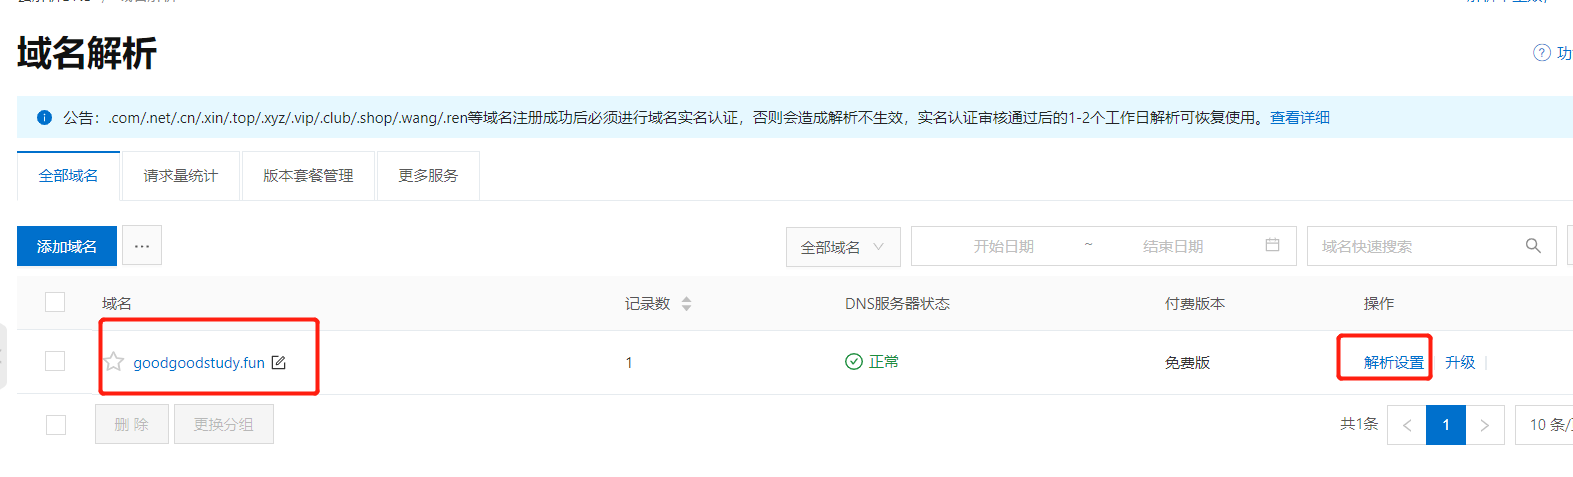 域名解析
功
公告：.com/.net/.cn/.xin/.top/.xyz/.vip/.club/.shop/.wang/.ren等域名注册成功后必须进行域名实名认证，否则会造成解析不生效，实名认证审核通过后的1-2个工作日解析可恢复使用。查看详细
全部域名 请求量统计 版本套餐管理 更多服务
添加域名 ... 全部域名 开始日期 ~ 结束日期 域名快速搜索
域名 记录数 DNS服务器状态 付费版本 操作
goodgoodstudy.fun 1 正常 免费版 解析设置 升级
删 除 更换分组 共1条 < 1 > 10 条/